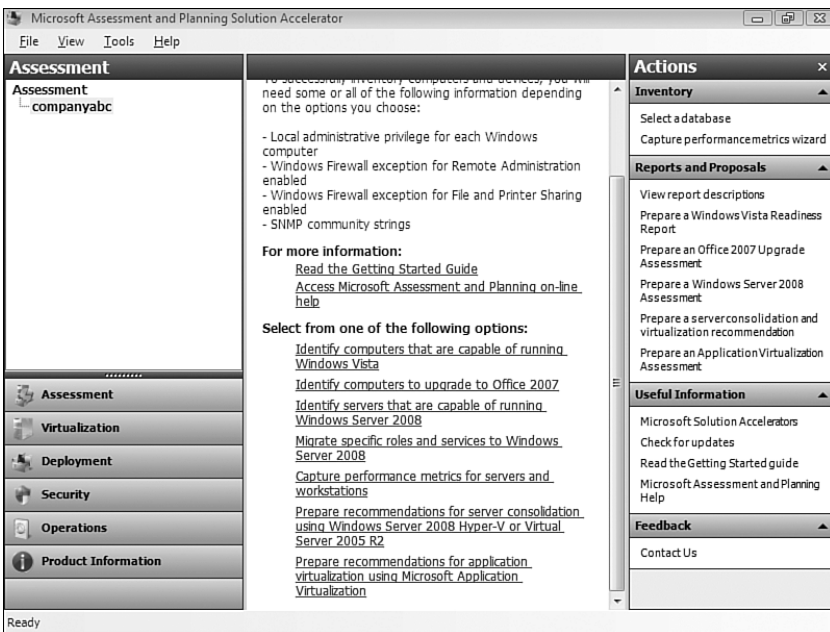 Microsoft Assessment and Planning Solution Accelerator
File View Tools Help
Assessment
Assessment
companyabc
Assessment
Virtualization
Deployment
Security
Operations
Product Information
To successfully inventory computers and devices, you will
need some or all of the following information depending
on the options you choose:
- Local administrative privilege for each Windows
computer
- Windows Firewall exception for Remote Administration
enabled
- Windows Firewall exception for File and Printer Sharing
enabled
- SNMP community strings
For more information:
Read the Getting Started Guide
Access Microsoft Assessment and Planning on-line
help
Select from one of the following options:
Identify computers that are capable of running
Windows Vista
Identify computers to upgrade to Office 2007
Identify servers that are capable of running
Windows Server 2008
Migrate specific roles and services to Windows
Server 2008
Capture performance metrics for servers and
workstations
Prepare recommendations for server consolidation
using Windows Server 2008 Hyper-V or Virtual
Server 2005 R2
Prepare recommendations for application
virtualization using Microsoft Application
Virtualization
Actions
Inventory
Select a database
Capture performance metrics wizard
Reports and Proposals
View report descriptions
Prepare a Windows Vista Readiness
Report
Prepare an Office 2007 Upgrade
Assessment
Prepare a Windows Server 2008
Assessment
Prepare a server consolidation and
virtualization recommendation
Prepare an Application Virtualization
Assessment
Useful Information
Microsoft Solution Accelerators
Check for updates
Read the Getting Started guide
Microsoft Assessment and Planning
Help
Feedback
Contact Us
Ready